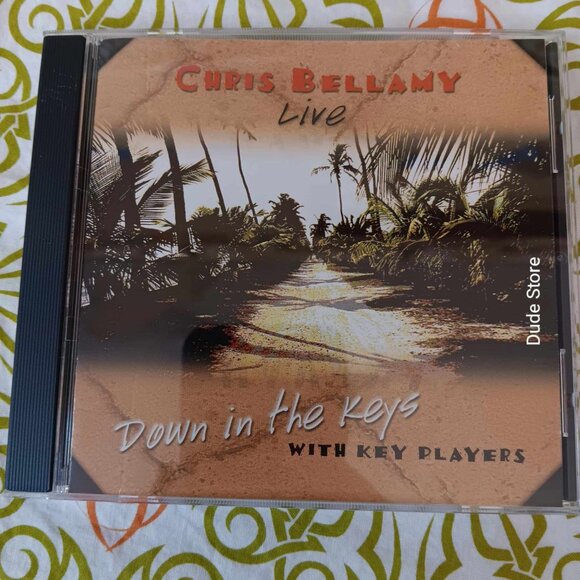 CHRIS BELLAMY
Live
Dude Store
Down in the Keys
WITH KEY PLAYERS